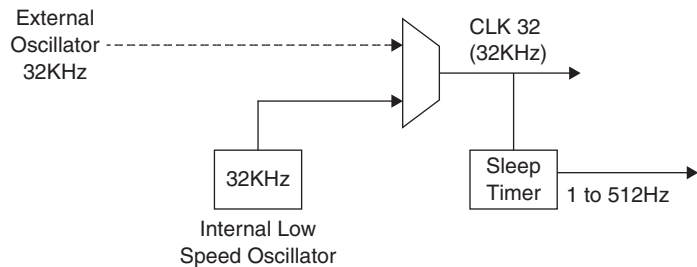 External
Oscillator
32KHz
CLK 32
(32KHz)
32KHz
Internal Low
Speed Oscillator
Sleep
Timer
1 to 512Hz